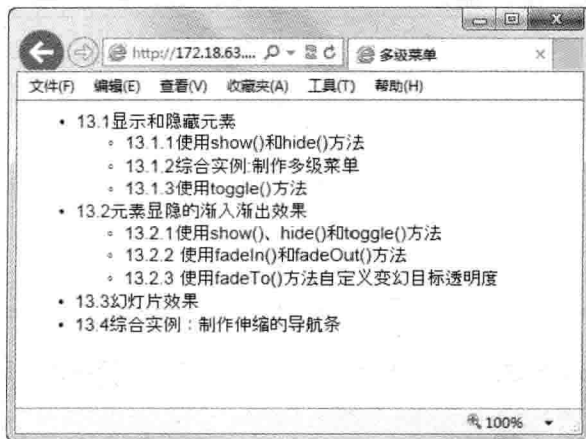 http://172.18.63....
多级菜单
文件(F) 编辑(E) 查看(V) 收藏夹(A) 工具(T) 帮助(H)
13.1显示和隐藏元素
13.1.1使用show()和hide()方法
13.1.2综合实例:制作多级菜单
13.1.3使用toggle()方法
13.2元素显隐的渐入渐出效果
13.2.1使用show()、hide()和toggle()方法
13.2.2 使用fadeIn()和fadeOut()方法
13.2.3 使用fadeTo()方法自定义变幻目标透明度
13.3幻灯片效果
13.4综合实例：制作伸缩的导航条
100%